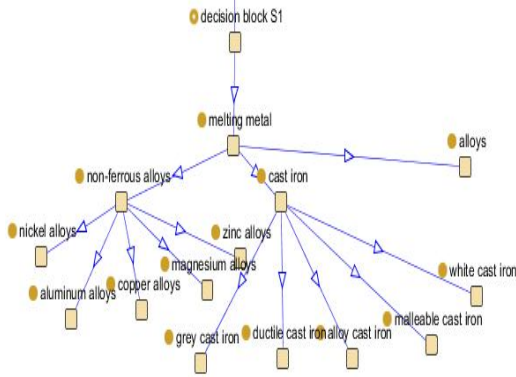 decision block S1
melting metal
alloys
non-ferrous alloys
cast iron
nickel alloys
zinc alloys
magnesium alloys
white cast iron
aluminum alloys
copper alloys
malleable cast iron
grey cast iron
ductile cast iron
alloy cast iron